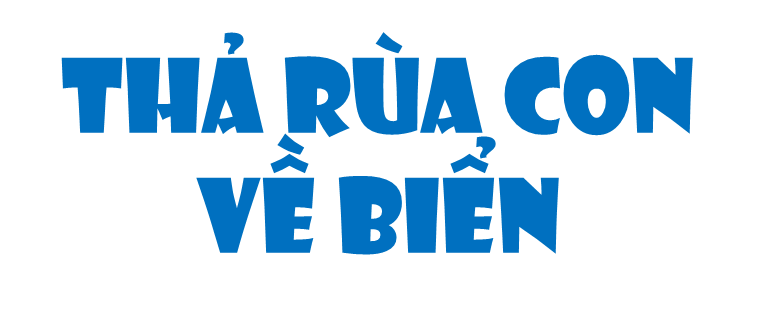 THẢ RÙA CON
VỀ BIỂN